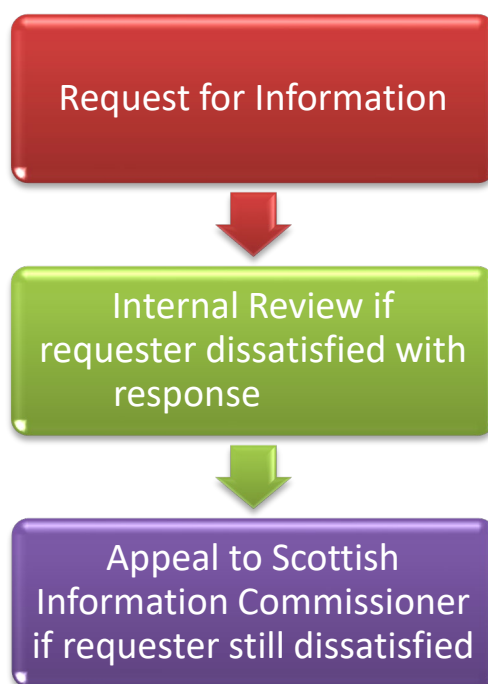 Request for Information
Internal Review if
requester dissatisfied with
response
Appeal to Scottish
Information Commissioner
if requester still dissatisfied